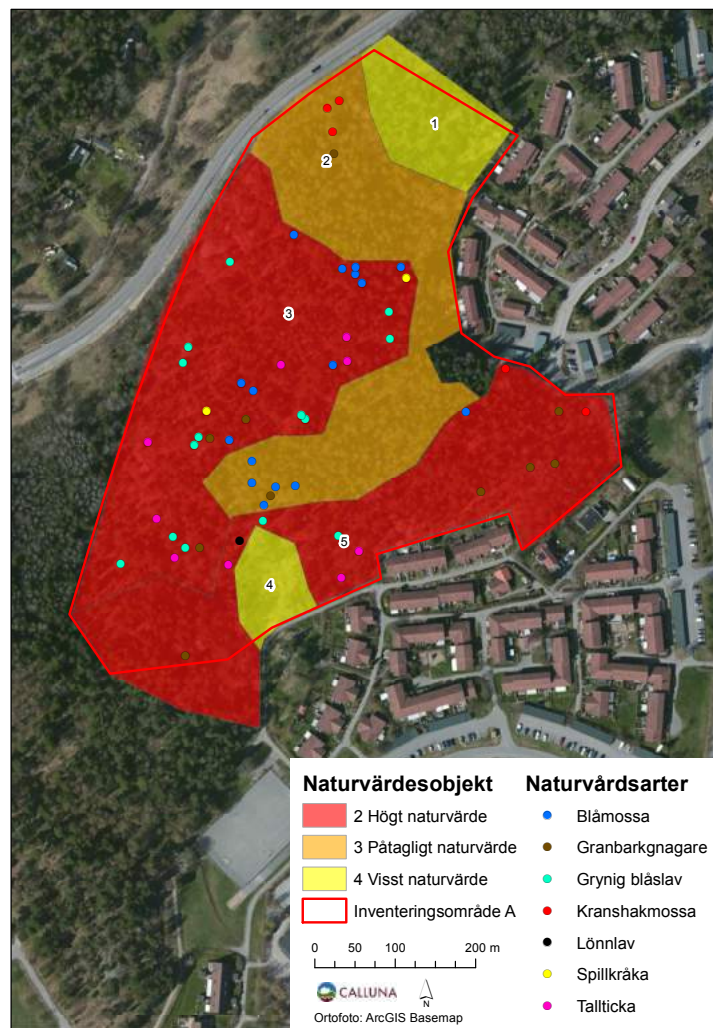 1
2
3
5
4
Naturvärdesobjekt
2 Högt naturvärde
3 Påtagligt naturvärde
4 Visst naturvärde
Inventeringsområde A
0 50 100 200 m
CALLUNA
N
Ortofoto: ArcGIS Basemap
Naturvårdsarter
Blåmossa
Granbarkgnagare
Grynig blåslav
Kranshakmossa
Lönnlav
Spillkråka
Tallticka